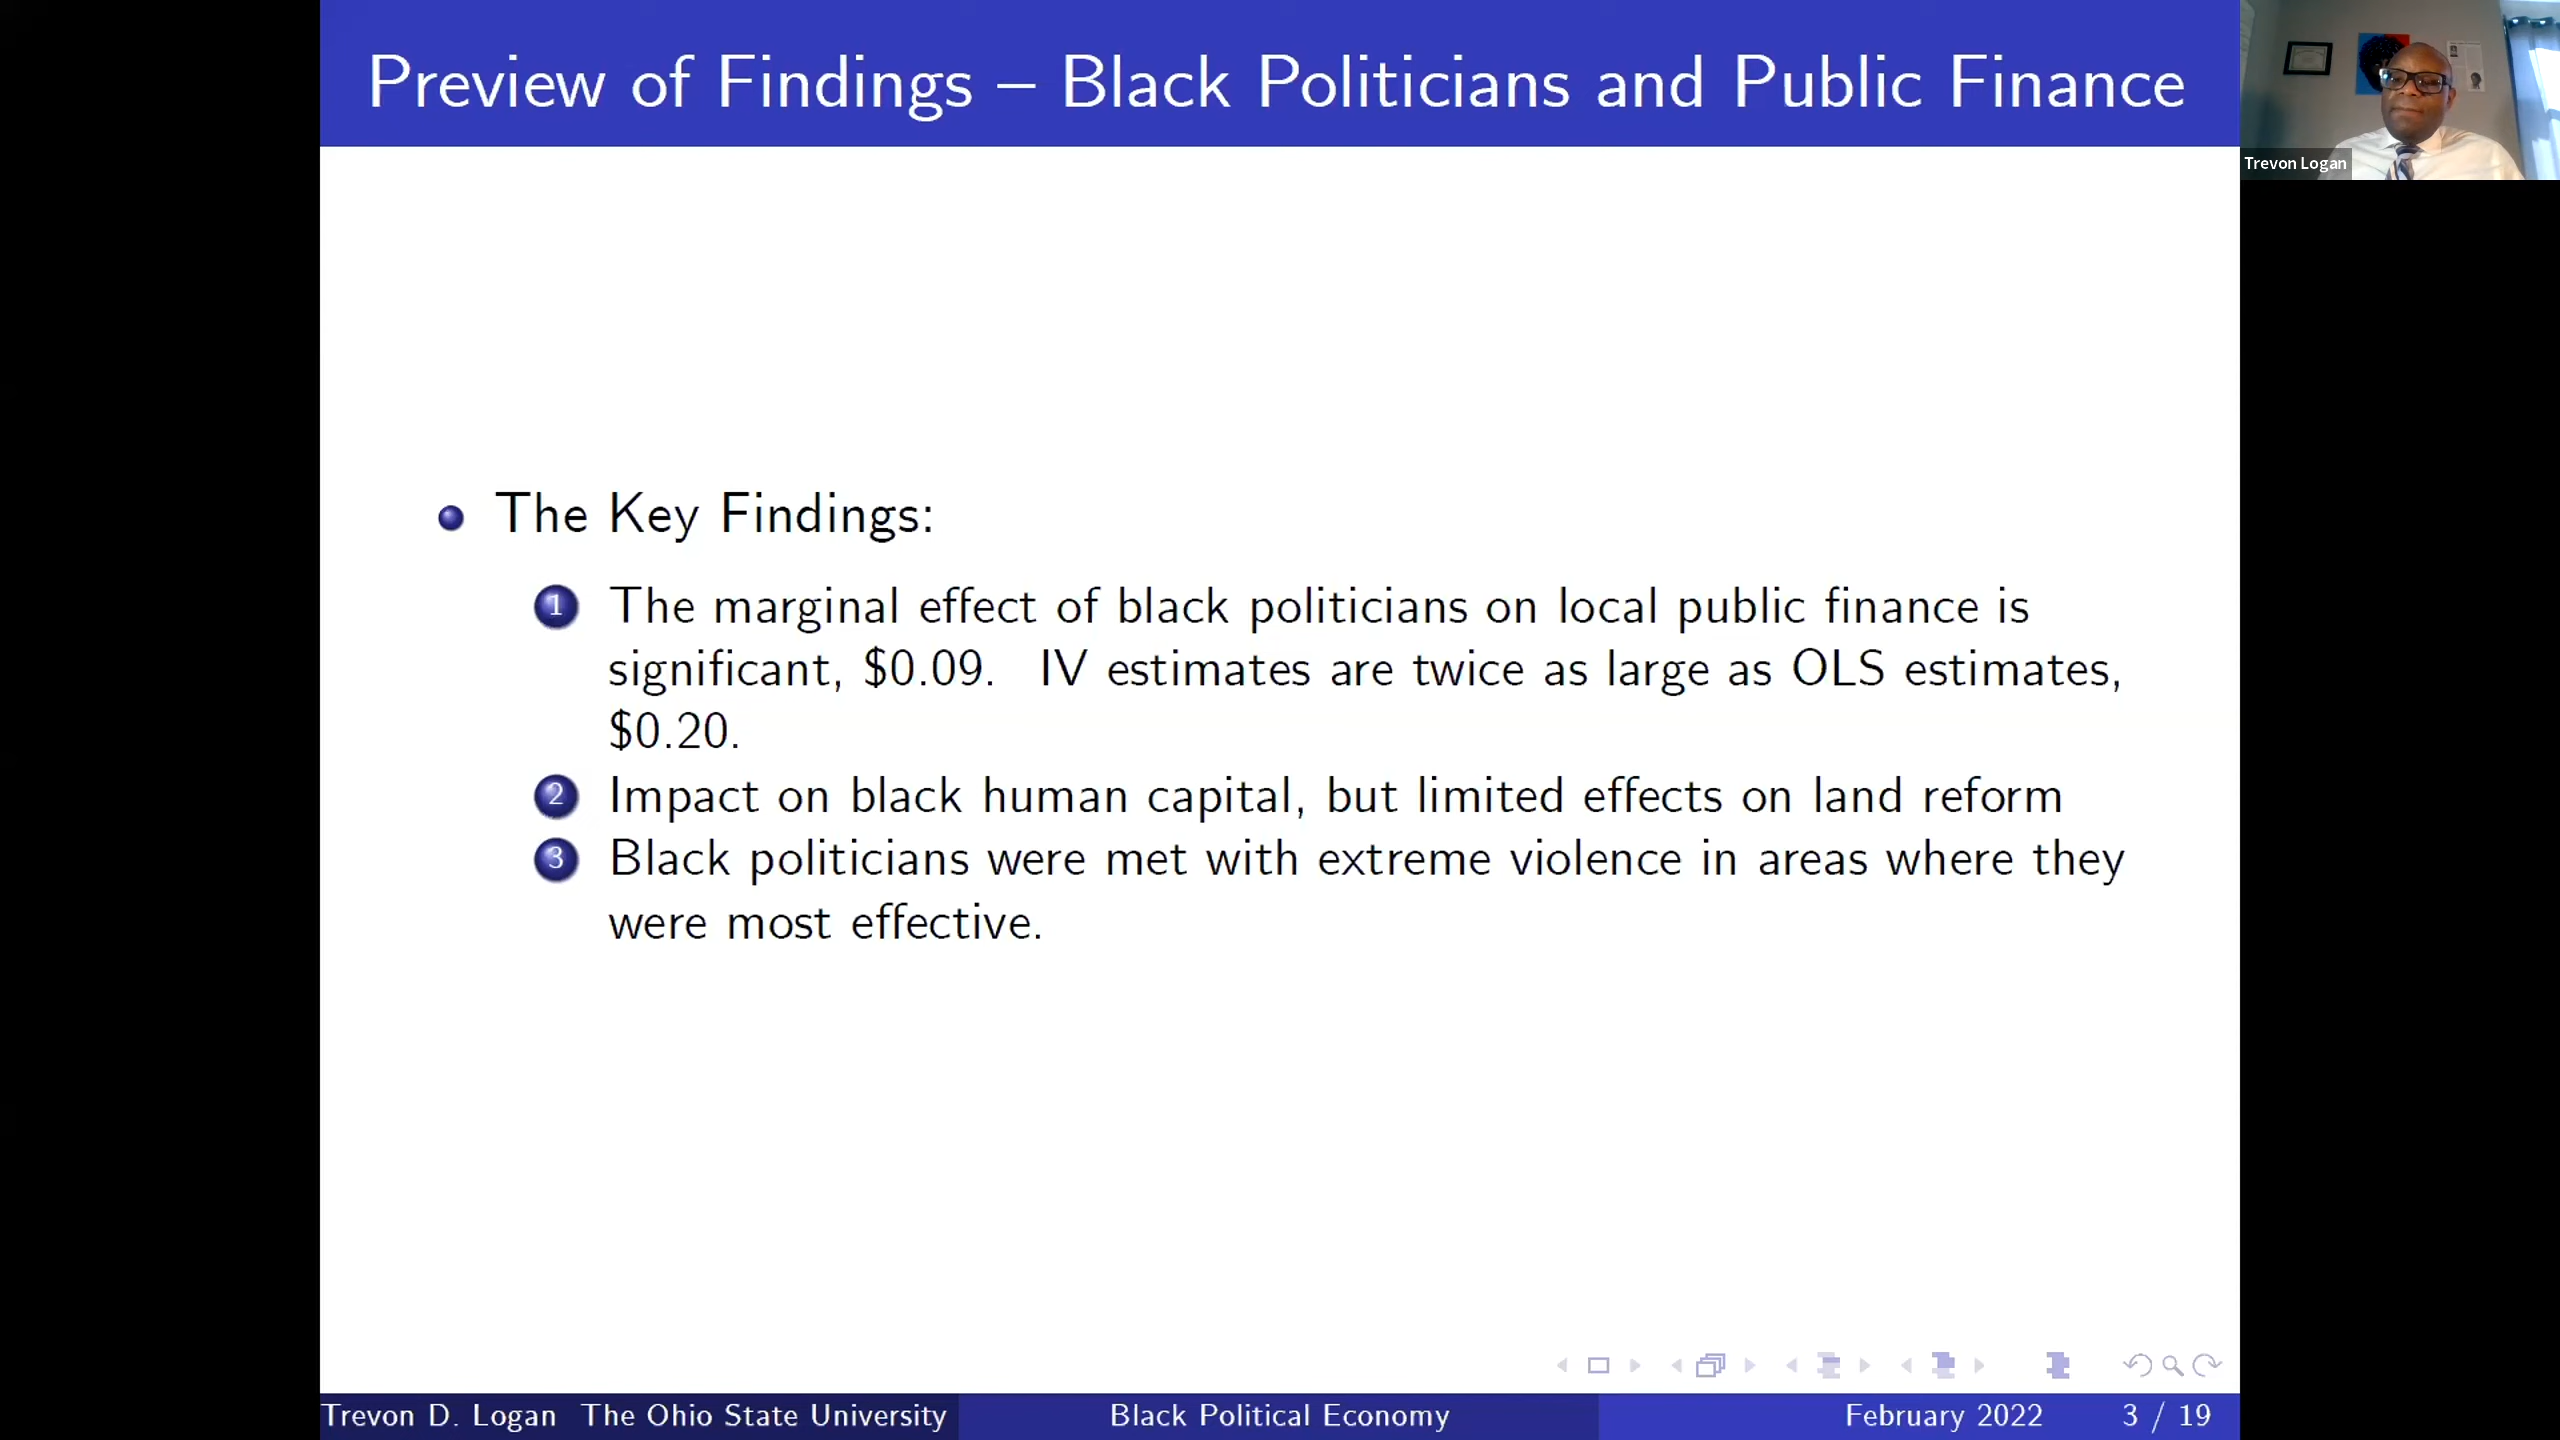 Preview of Findings – Black Politicians and Public Finance
Trevon Logan
The Key Findings:
1 The marginal effect of black politicians on local public finance is
significant, $0.09. IV estimates are twice as large as OLS estimates,
$0.20.
2 Impact on black human capital, but limited effects on land reform
3 Black politicians were met with extreme violence in areas where they
were most effective.
Trevon D. Logan The Ohio State University Black Political Economy February 2022 3 / 19